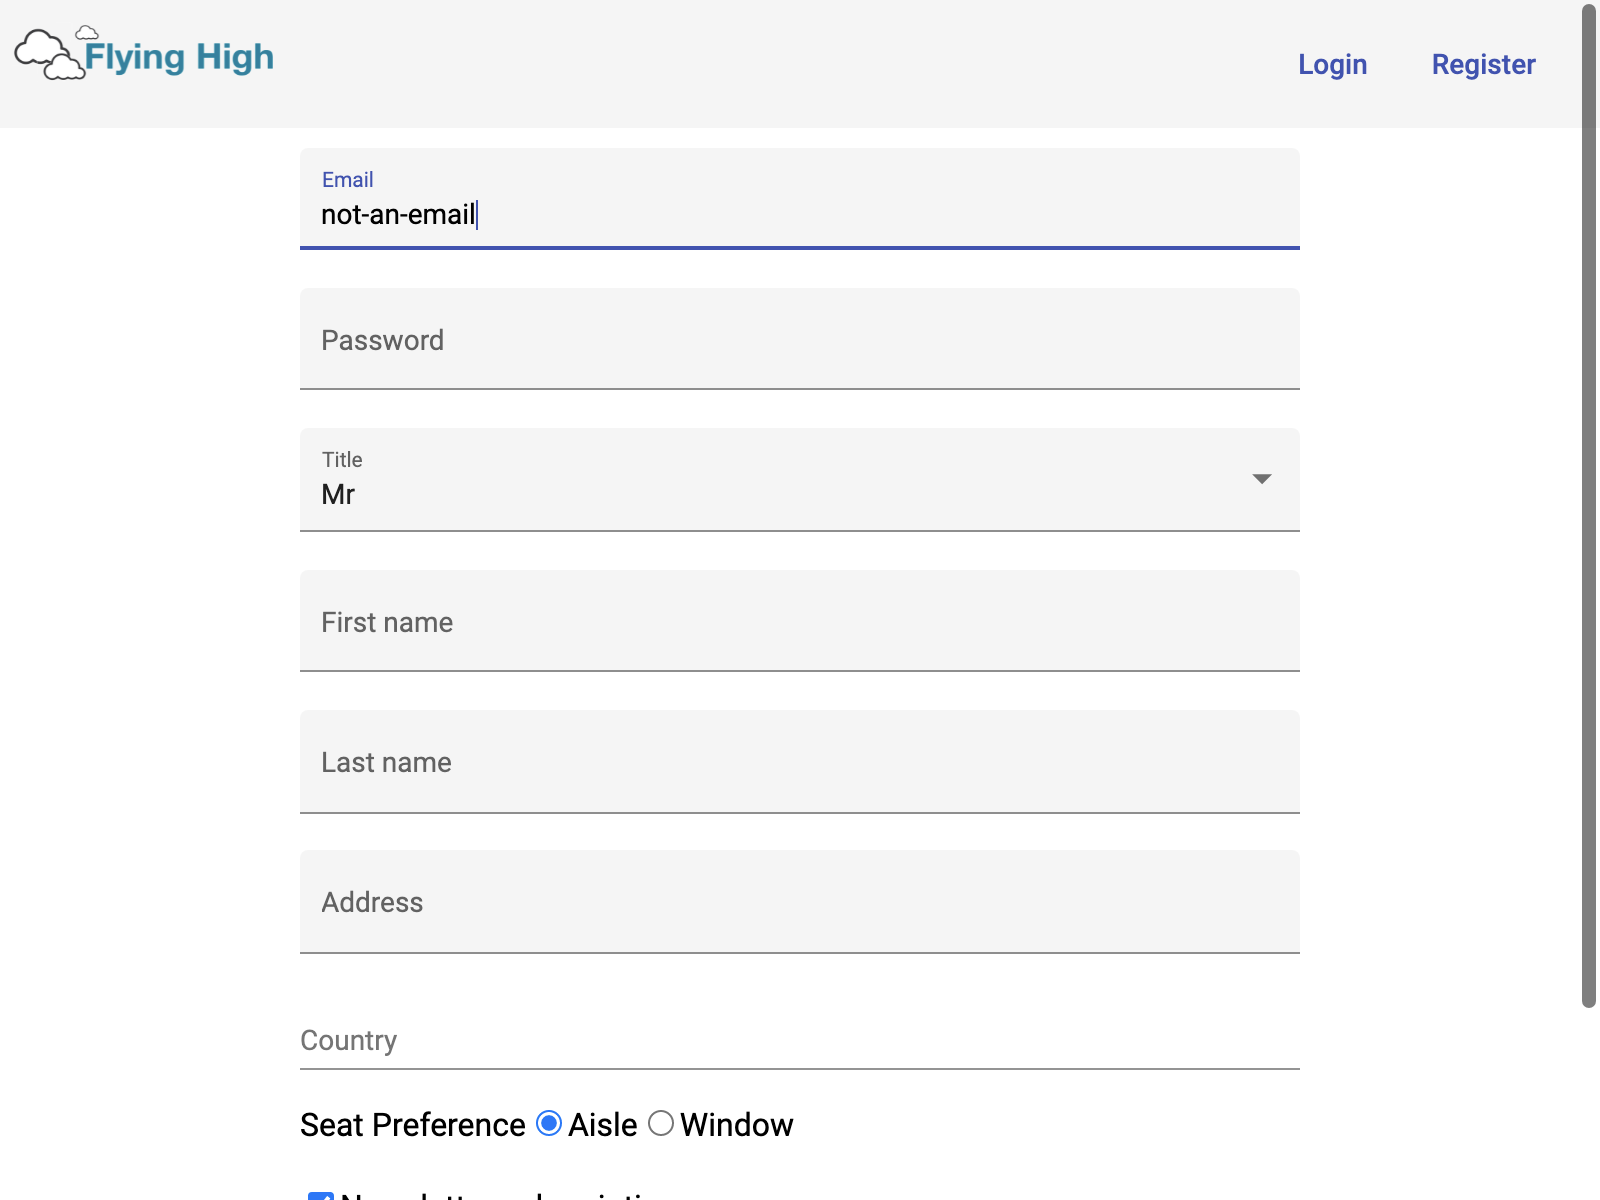 Flying High
Login
Register
Email
not-an-email
Password
Title
Mr
First name
Last name
Address
Country
Seat Preference Aisle Window